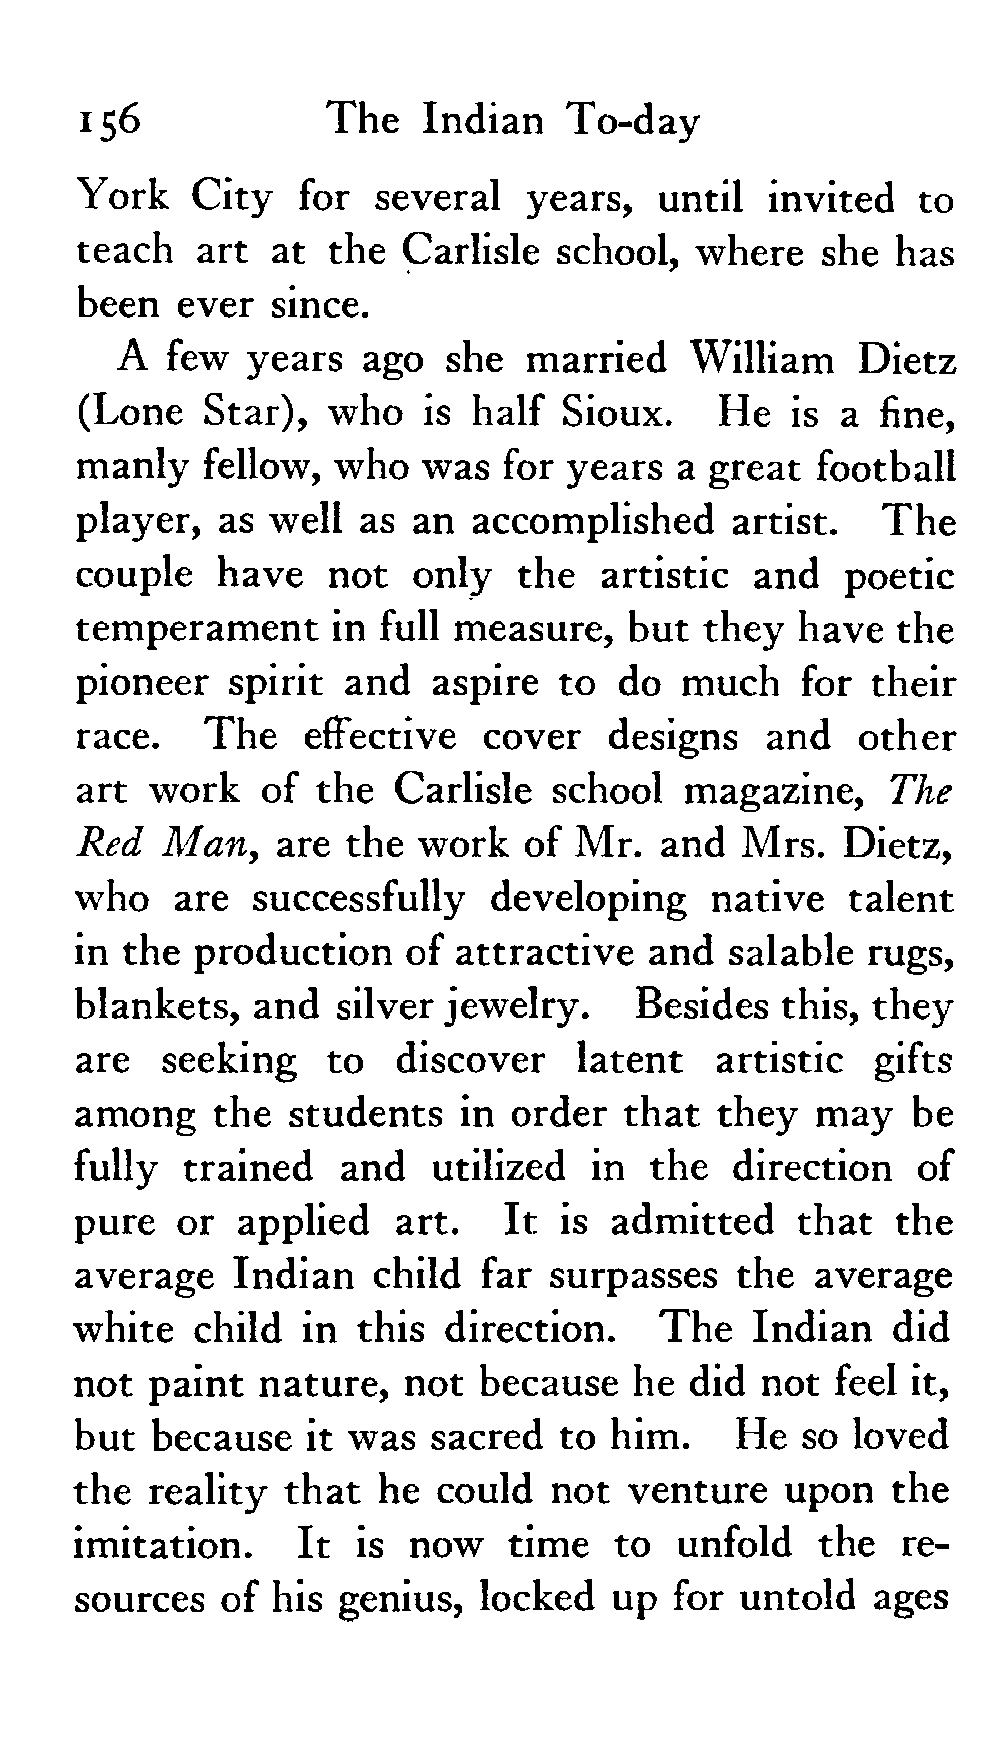 156 The Indian To-day
York City for several years, until invited to
teach art at the Carlisle school, where she has
been ever since.
A few years ago she married William Dietz
(Lone Star), who is half Sioux. He is a fine,
manly fellow, who was for years a great football
player, as well as an accomplished artist. The
couple have not only the artistic and poetic
temperament in full measure, but they have the
pioneer spirit and aspire to do much for their
race. The effective cover designs and other
art work of the Carlisle school magazine, The
Red Man, are the work of Mr. and Mrs. Dietz,
who are successfully developing native talent
in the production of attractive and salable rugs,
blankets, and silver jewelry. Besides this, they
are seeking to discover latent artistic gifts
among the students in order that they may be
fully trained and utilized in the direction of
pure or applied art. It is admitted that the
average Indian child far surpasses the average
white child in this direction. The Indian did
not paint nature, not because he did not feel it,
but because it was sacred to him. He so loved
the reality that he could not venture upon the
imitation. It is now time to unfold the re-
sources of his genius, locked up for untold ages